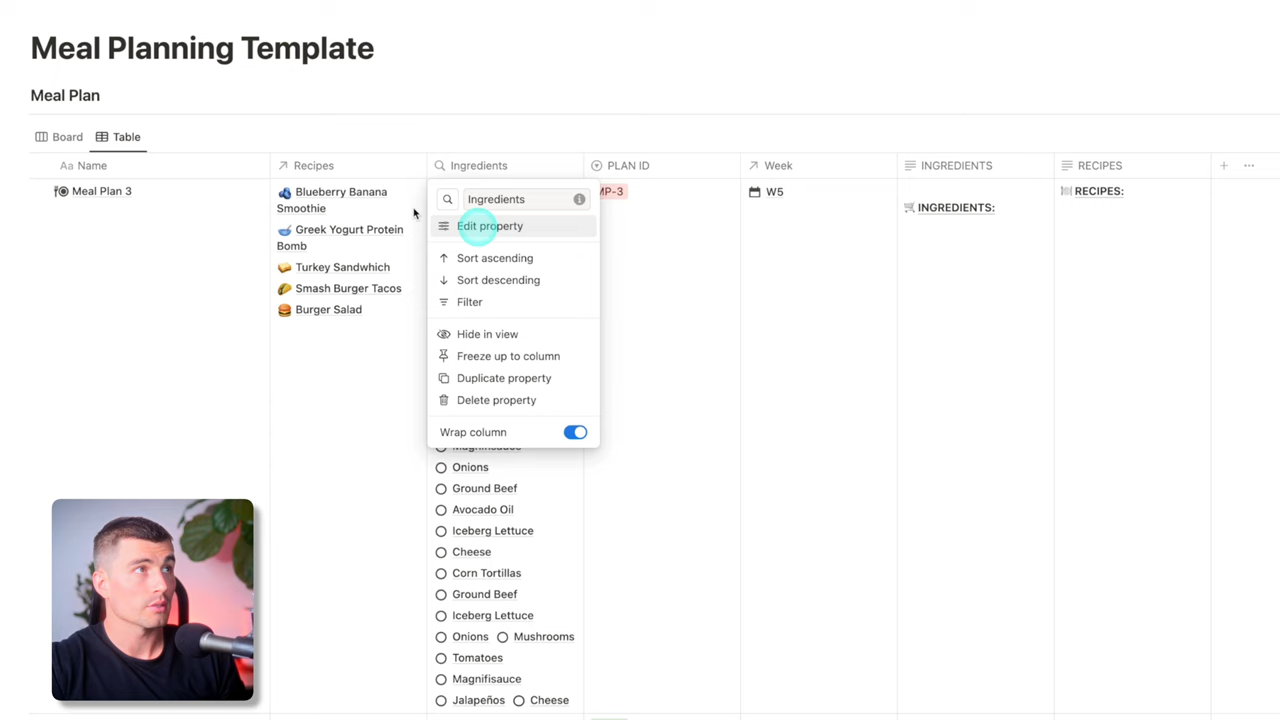 Meal Planning Template
Meal Plan
Board Table
Aa Name Recipes Ingredients PLAN ID Week INGREDIENTS RECIPES
Meal Plan 3
Blueberry Banana
Smoothie
Greek Yogurt Protein
Bomb
Turkey Sandwhich
Smash Burger Tacos
Burger Salad
Ingredients
Edit property
Sort ascending
Sort descending
Filter
Hide in view
Freeze up to column
Duplicate property
Delete property
Wrap column
Magnifisauce
Onions
Ground Beef
Avocado Oil
Iceberg Lettuce
Cheese
Corn Tortillas
Ground Beef
Iceberg Lettuce
Onions Mushrooms
Tomatoes
Magnifisauce
Jalapeños Cheese
MP-3
W5
INGREDIENTS:
RECIPES: